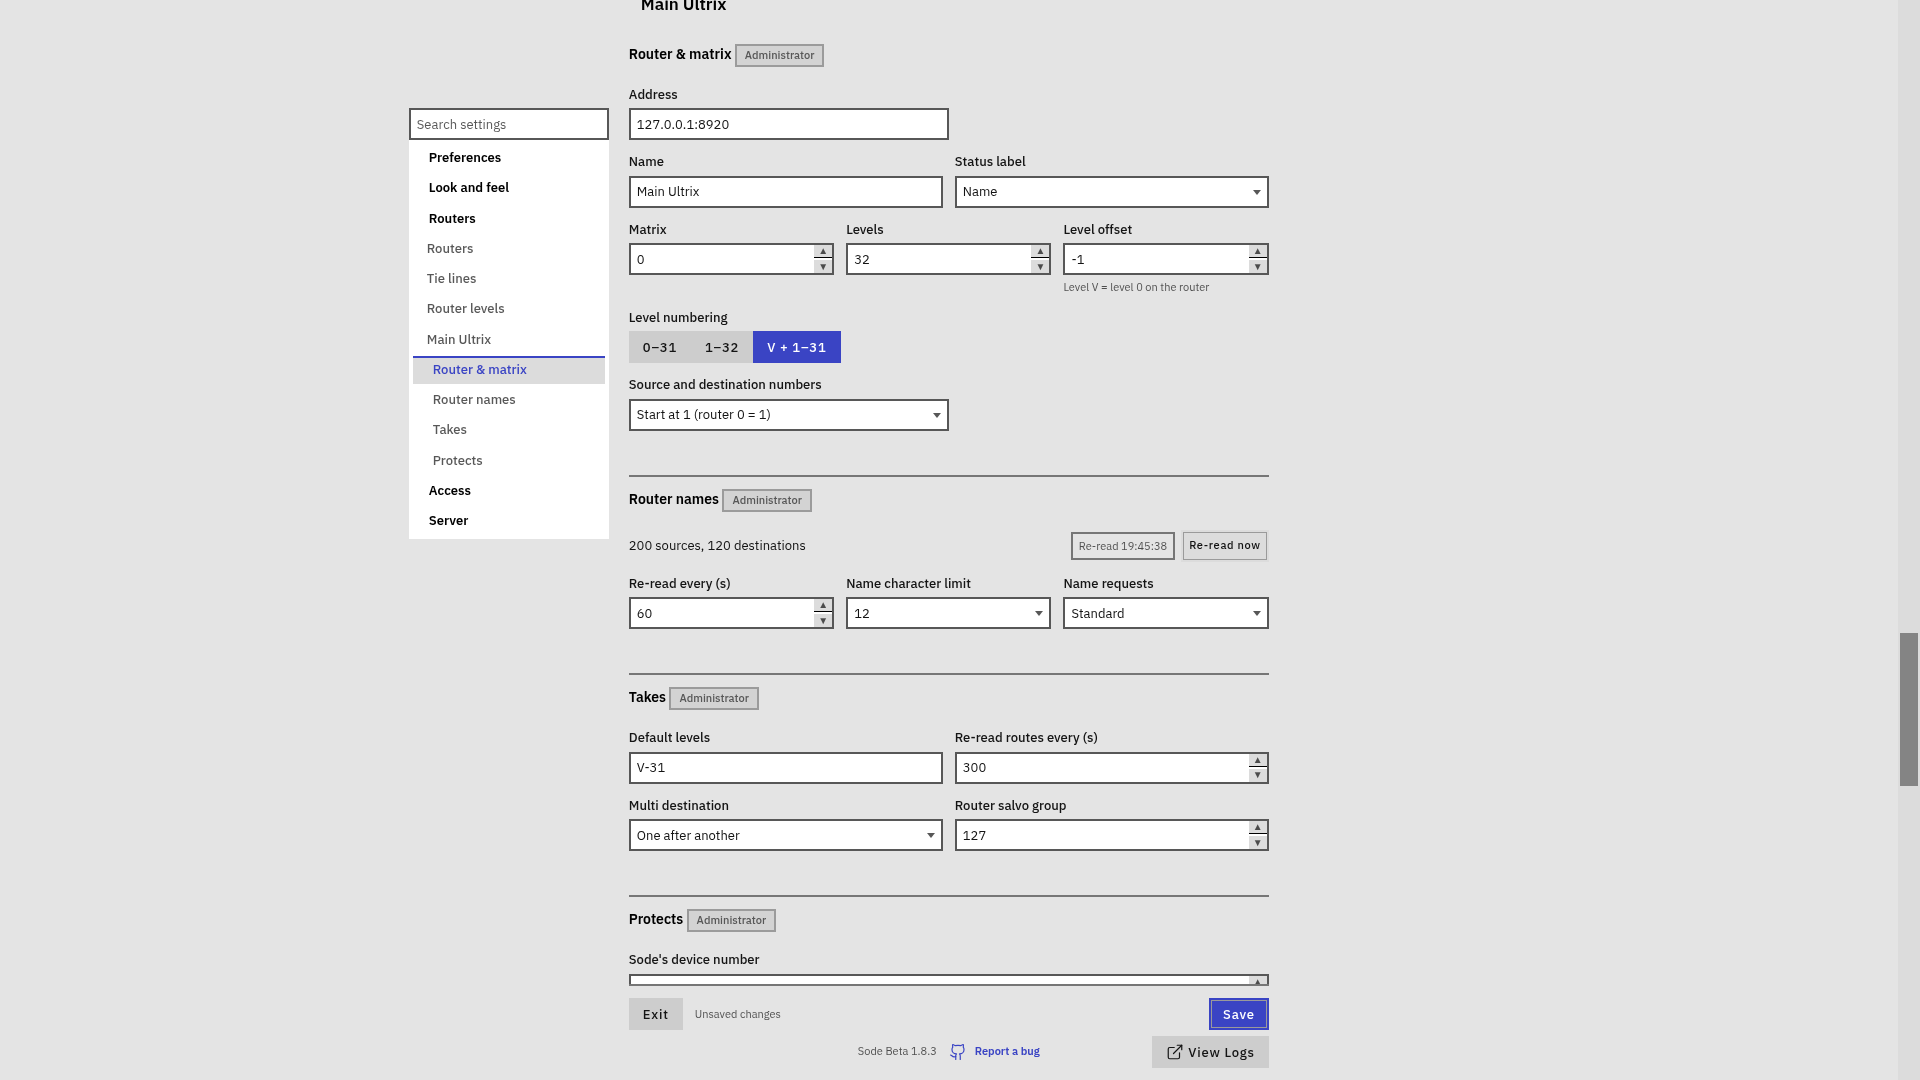 Main Ultrix
Router & matrix Administrator
Address
127.0.0.1:8920
Search settings
Preferences
Look and feel
Routers
Routers
Tie lines
Router levels
Main Ultrix
Router & matrix
Router names
Takes
Protects
Access
Server
Name Status label
Main Ultrix Name
Matrix Levels Level offset
0 32 -1
Level V = level 0 on the router
Level numbering
0–31 1–32 V + 1–31
Source and destination numbers
Start at 1 (router 0 = 1)
Router names Administrator
200 sources, 120 destinations Re-read 19:45:38 Re-read now
Re-read every (s) Name character limit Name requests
60 12 Standard
Takes Administrator
Default levels Re-read routes every (s)
V-31 300
Multi destination Router salvo group
One after another 127
Protects Administrator
Sode's device number
Exit Unsaved changes Save
Sode Beta 1.8.3 Report a bug View Logs